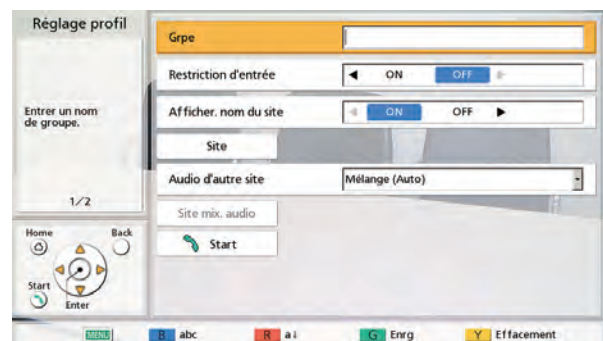 Réglage profil
Entrer un nom
de groupe.
1/2
Home
Back
Start
Enter
Grpe
Restriction d'entrée
ON
OFF
Afficher. nom du site
ON
OFF
Site
Audio d'autre site
Mélange (Auto)
Site mix. audio
Start
MENU
B abc
R a↓
G Enrg
Y Effacement